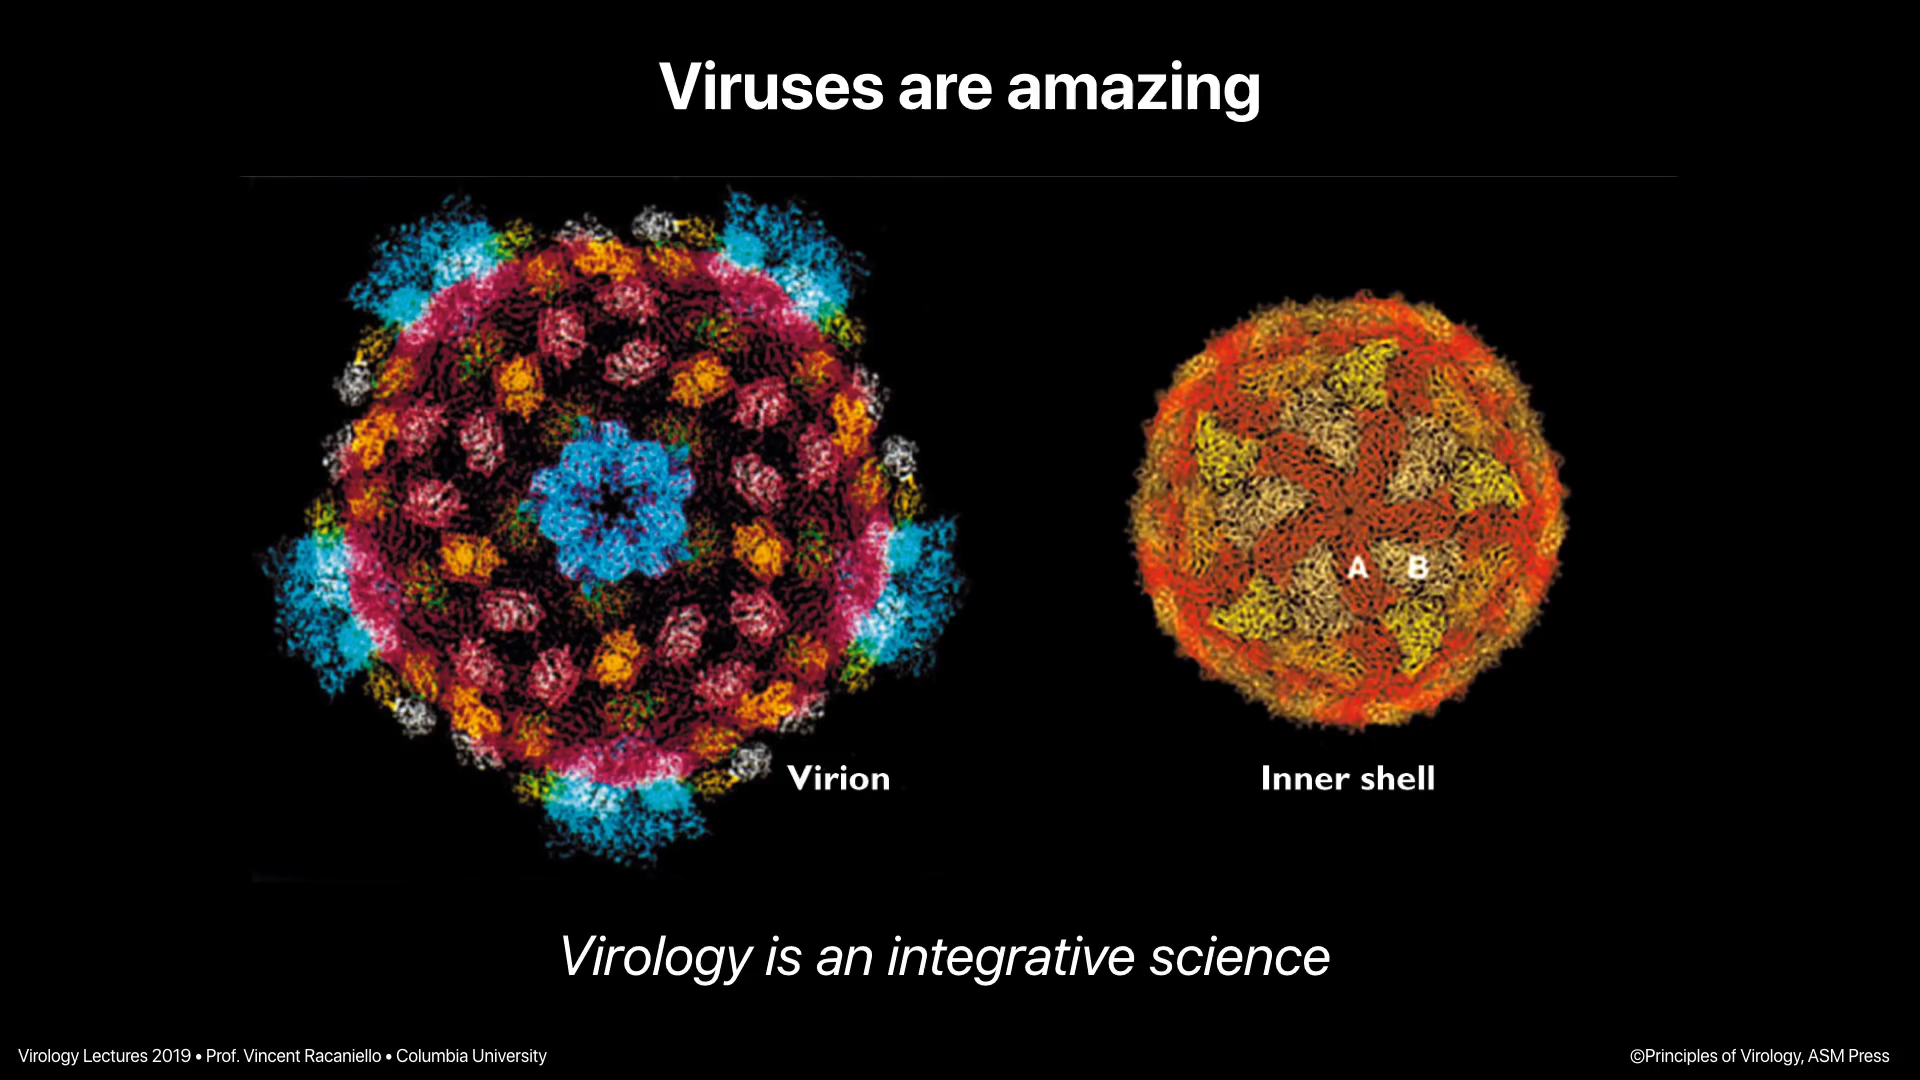 Viruses are amazing
A
B
Virion
Inner shell
Virology is an integrative science
Virology Lectures 2019 • Prof. Vincent Racaniello • Columbia University
©Principles of Virology, ASM Press